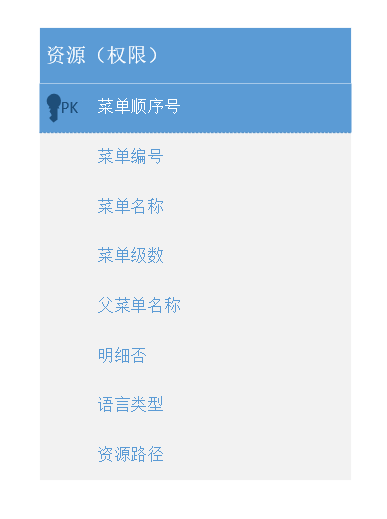 资源（权限）
PK 菜单顺序号
菜单编号
菜单名称
菜单级数
父菜单名称
明细否
语言类型
资源路径